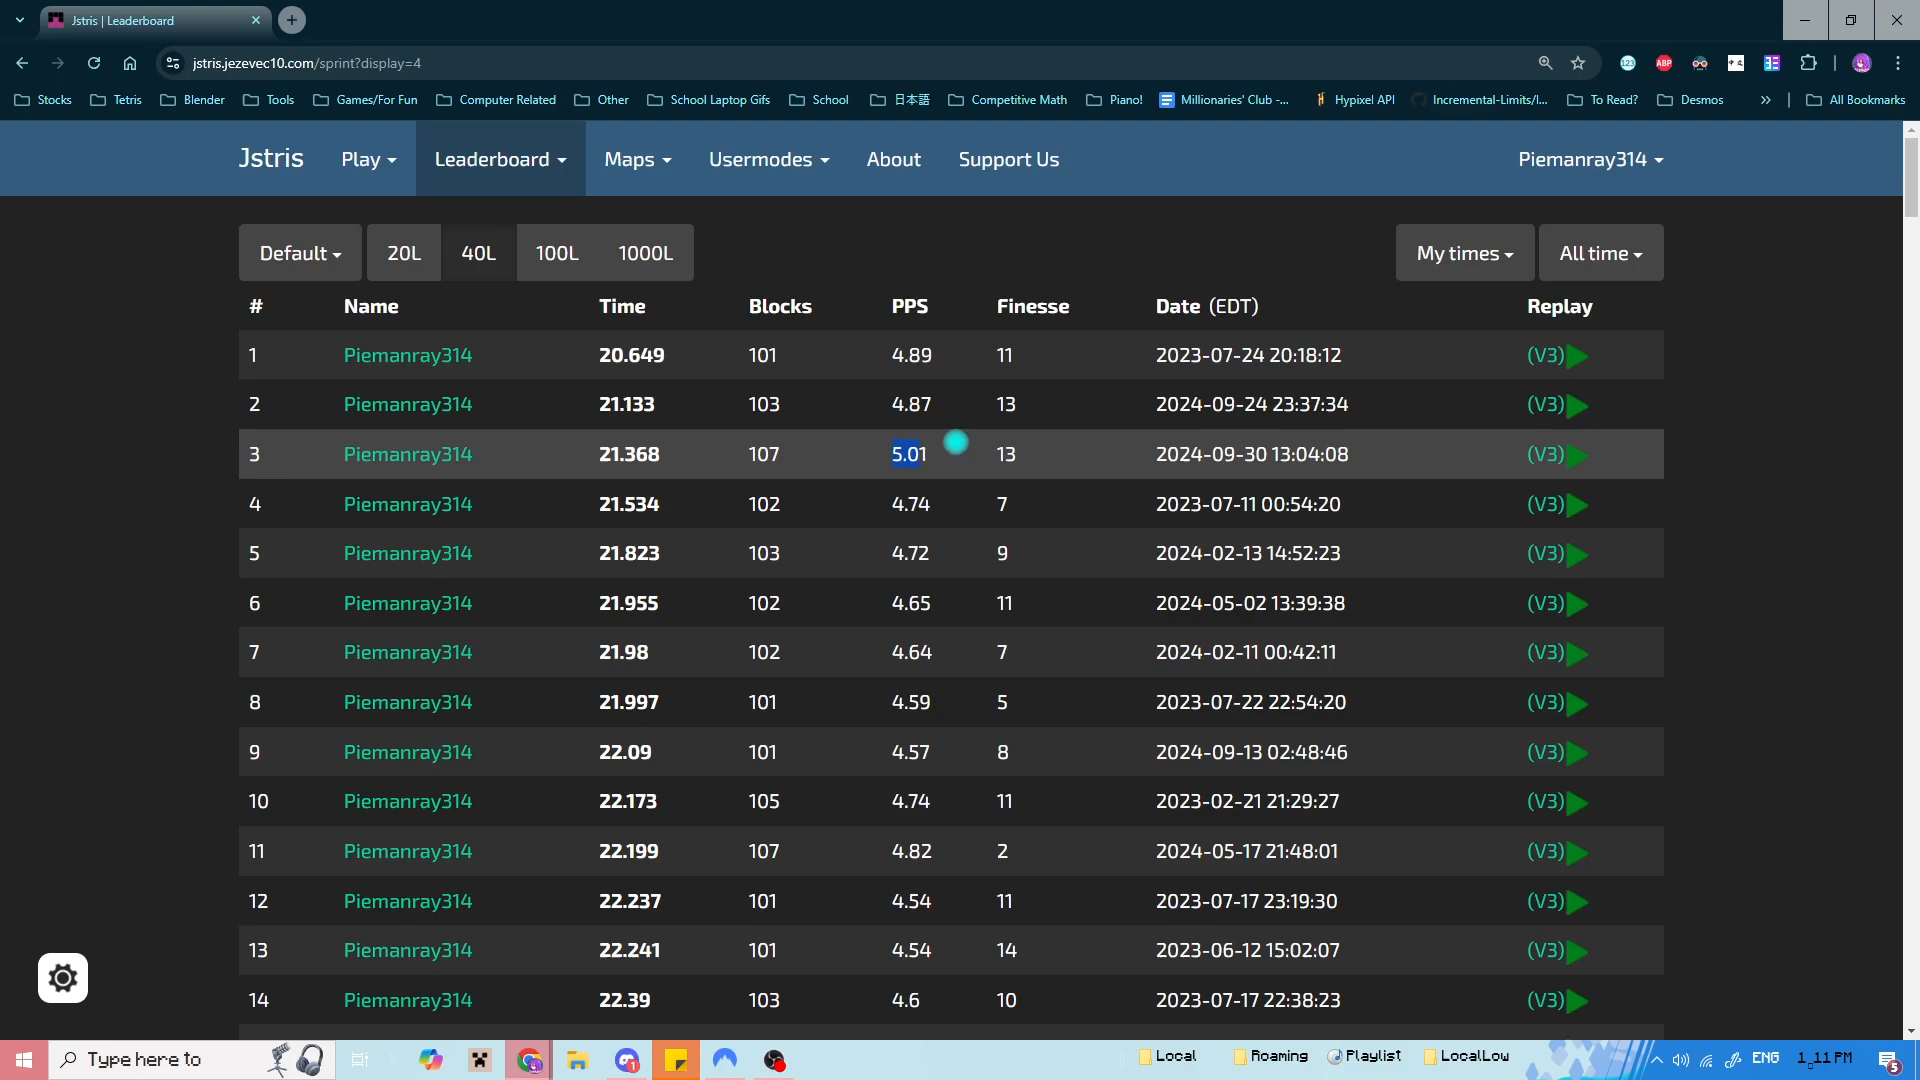 Jstris | Leaderboard
jstris.jezevec10.com/sprint?display=4
Stocks Tetris Blender Tools Games/For Fun Computer Related Other School Laptop Gifs School 日本語 Competitive Math Piano! Millionaries' Club -... Hypixel API Incremental-Limits/I... To Read? Desmos » All Bookmarks
Jstris Play Leaderboard Maps Usermodes About Support Us Piemanray314
Default 20L 40L 100L 1000L My times All time
# Name Time Blocks PPS Finesse Date (EDT) Replay
1 Piemanray314 20.649 101 4.89 11 2023-07-24 20:18:12 (V3)
2 Piemanray314 21.133 103 4.87 13 2024-09-24 23:37:34 (V3)
3 Piemanray314 21.368 107 5.01 13 2024-09-30 13:04:08 (V3)
4 Piemanray314 21.534 102 4.74 7 2023-07-11 00:54:20 (V3)
5 Piemanray314 21.823 103 4.72 9 2024-02-13 14:52:23 (V3)
6 Piemanray314 21.955 102 4.65 11 2024-05-02 13:39:38 (V3)
7 Piemanray314 21.98 102 4.64 7 2024-02-11 00:42:11 (V3)
8 Piemanray314 21.997 101 4.59 5 2023-07-22 22:54:20 (V3)
9 Piemanray314 22.09 101 4.57 8 2024-09-13 02:48:46 (V3)
10 Piemanray314 22.173 105 4.74 11 2023-02-21 21:29:27 (V3)
11 Piemanray314 22.199 107 4.82 2 2024-05-17 21:48:01 (V3)
12 Piemanray314 22.237 101 4.54 11 2023-07-17 23:19:30 (V3)
13 Piemanray314 22.241 101 4.54 14 2023-06-12 15:02:07 (V3)
14 Piemanray314 22.39 103 4.6 10 2023-07-17 22:38:23 (V3)
Type here to Local Roaming Playlist LocalLow ENG 1:11 PM 5